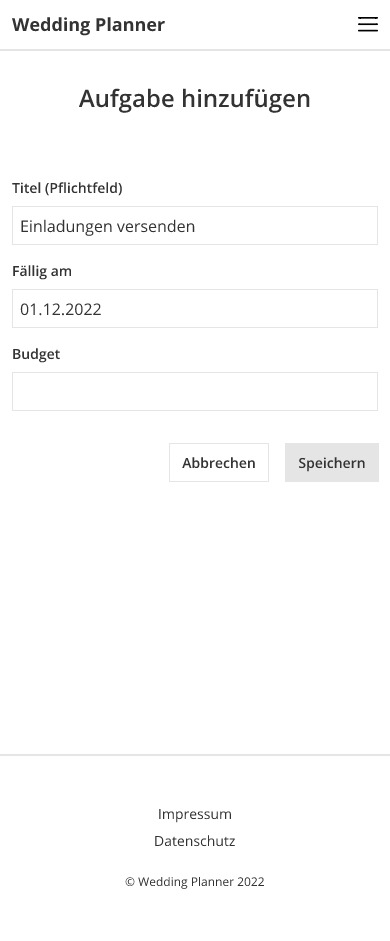 Wedding Planner
Aufgabe hinzufügen
Titel (Pflichtfeld)
Einladungen versenden
Fällig am
01.12.2022
Budget
Abbrechen Speichern
Impressum
Datenschutz
© Wedding Planner 2022